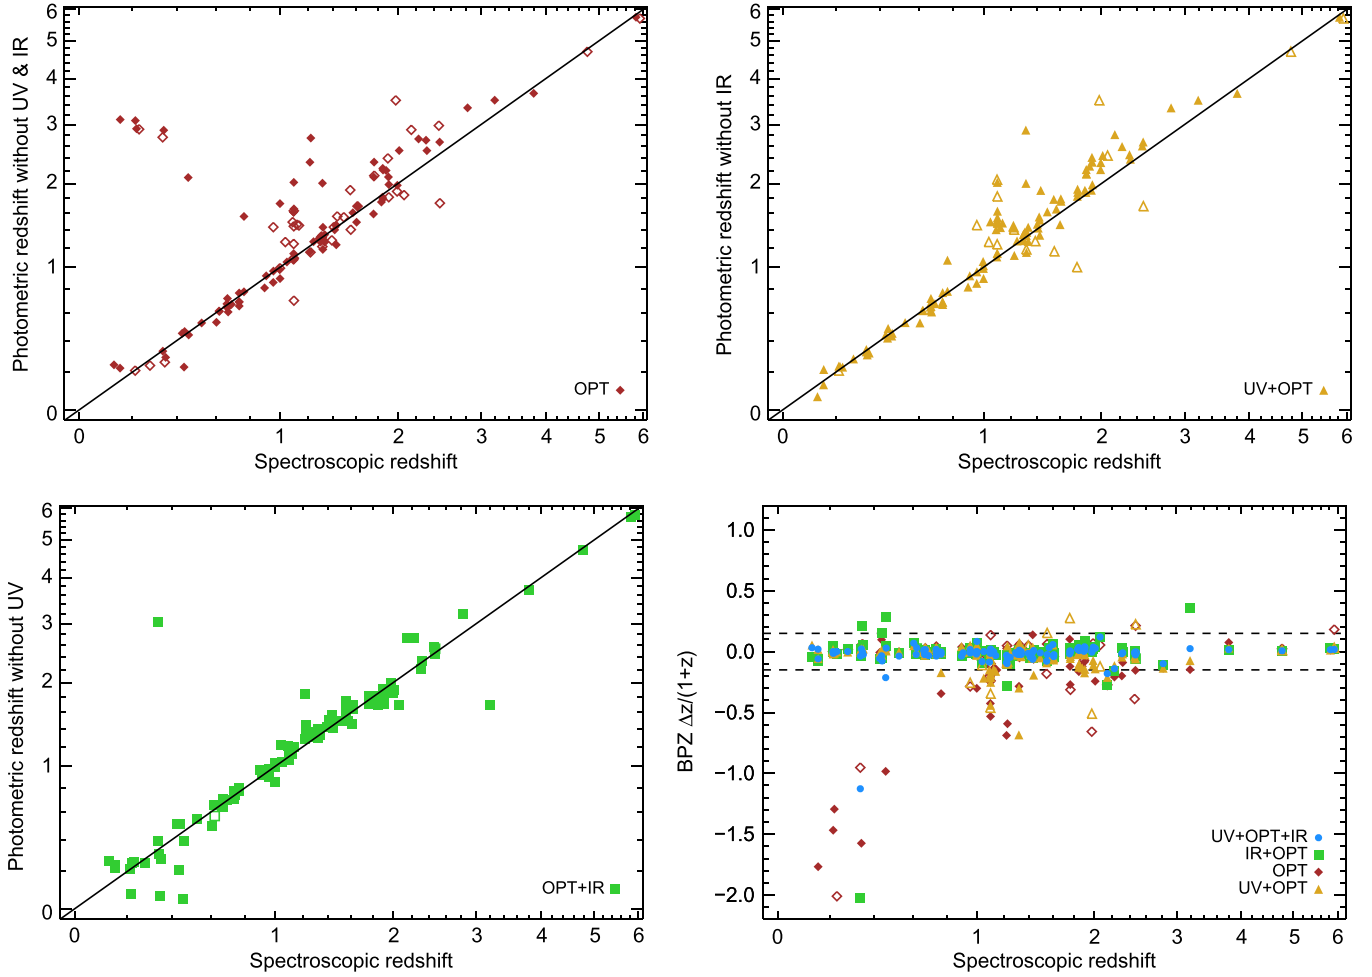 Photometric redshift without UV & IR
6
5
4
3
2
1
0
OPT
0 1 2 3 4 5 6
Spectroscopic redshift
Photometric redshift without IR
6
5
4
3
2
1
0
UV+OPT
0 1 2 3 4 5 6
Spectroscopic redshift
Photometric redshift without UV
6
5
4
3
2
1
0
OPT+IR
0 1 2 3 4 5 6
Spectroscopic redshift
BPZ Δz/(1+z)
1.0
0.5
0.0
−0.5
−1.0
−1.5
−2.0
UV+OPT+IR
IR+OPT
OPT
UV+OPT
0 1 2 3 4 5 6
Spectroscopic redshift